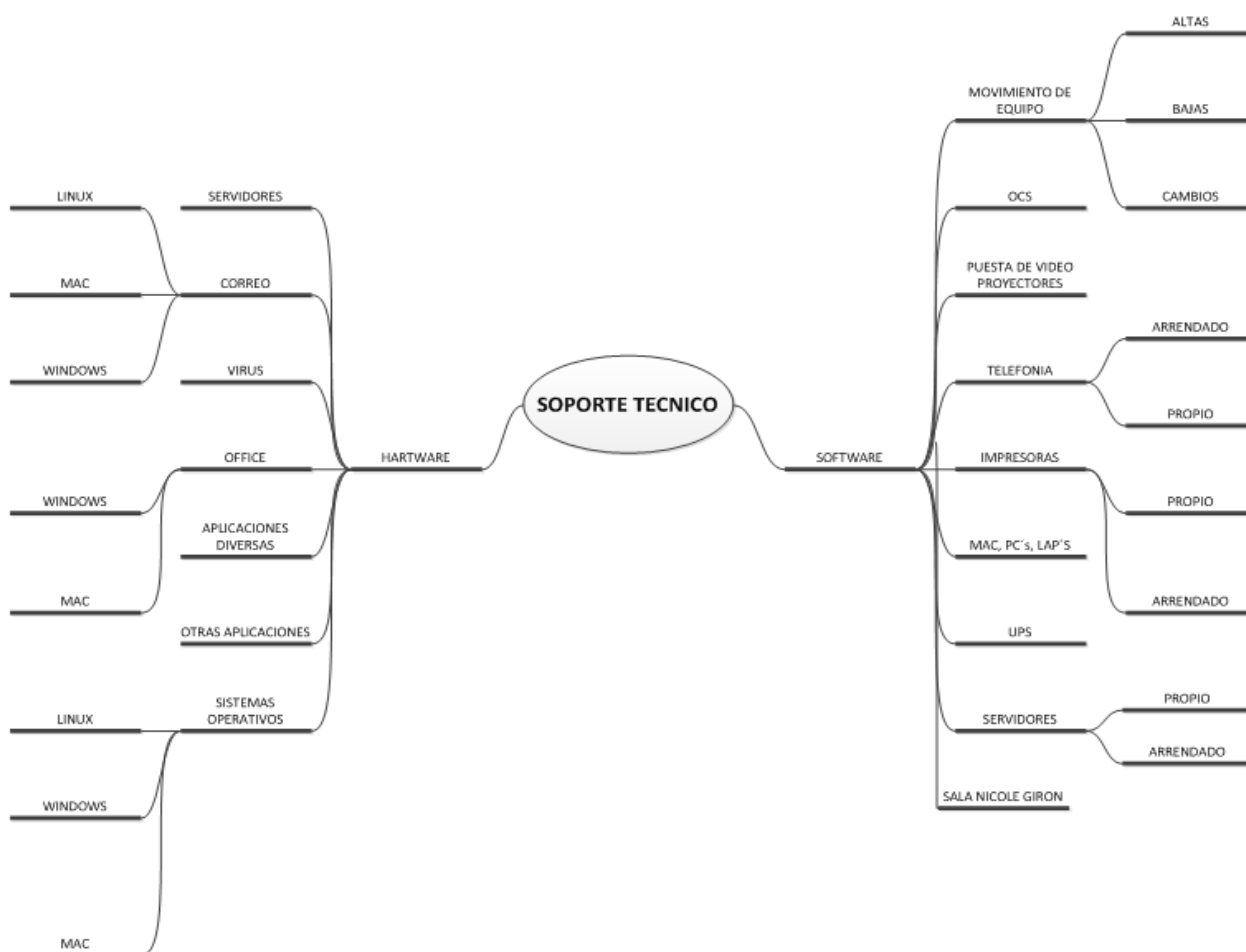 ALTAS
MOVIMIENTO DE
EQUIPO
BAJAS
LINUX
SERVIDORES
OCS
CAMBIOS
MAC
CORREO
PUESTA DE VIDEO
PROYECTORES
ARRENDADO
WINDOWS
VIRUS
TELEFONIA
SOPORTE TECNICO
PROPIO
OFFICE
HARTWARE
SOFTWARE
IMPRESORAS
WINDOWS
PROPIO
APLICACIONES
DIVERSAS
MAC, PC´s, LAP´S
MAC
ARRENDADO
OTRAS APLICACIONES
UPS
SISTEMAS
OPERATIVOS
PROPIO
LINUX
SERVIDORES
ARRENDADO
WINDOWS
SALA NICOLE GIRON
MAC